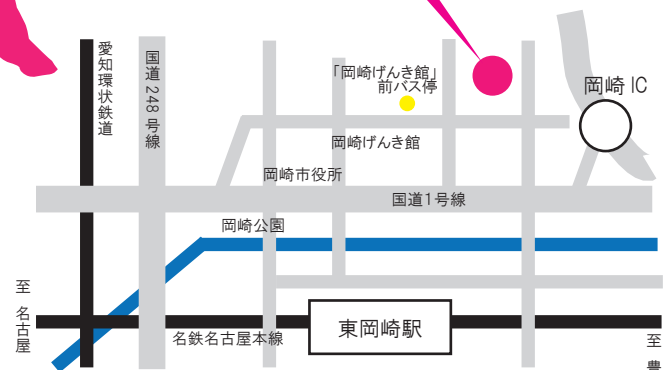 愛知環状鉄道
国道248号線
「岡崎げんき館」
前バス停
岡崎IC
岡崎げんき館
岡崎市役所
国道1号線
岡崎公園
至 名古屋
名鉄名古屋本線
東岡崎駅
至 豊